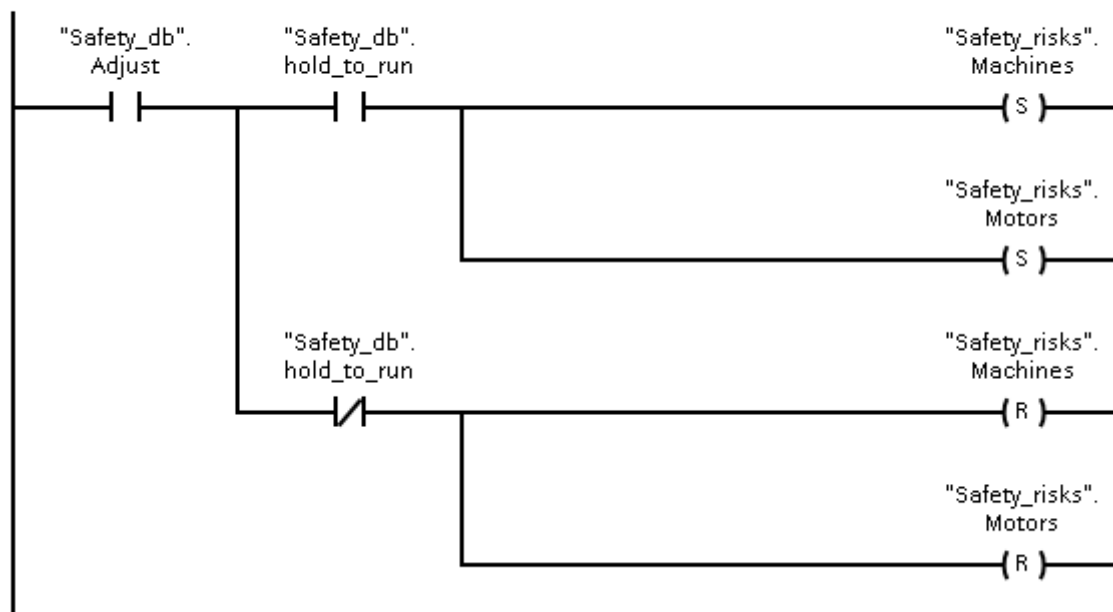 "Safety_db".
Adjust
"Safety_db".
hold_to_run
"Safety_risks".
Machines
S
"Safety_risks".
Motors
S
"Safety_db".
hold_to_run
"Safety_risks".
Machines
R
"Safety_risks".
Motors
R